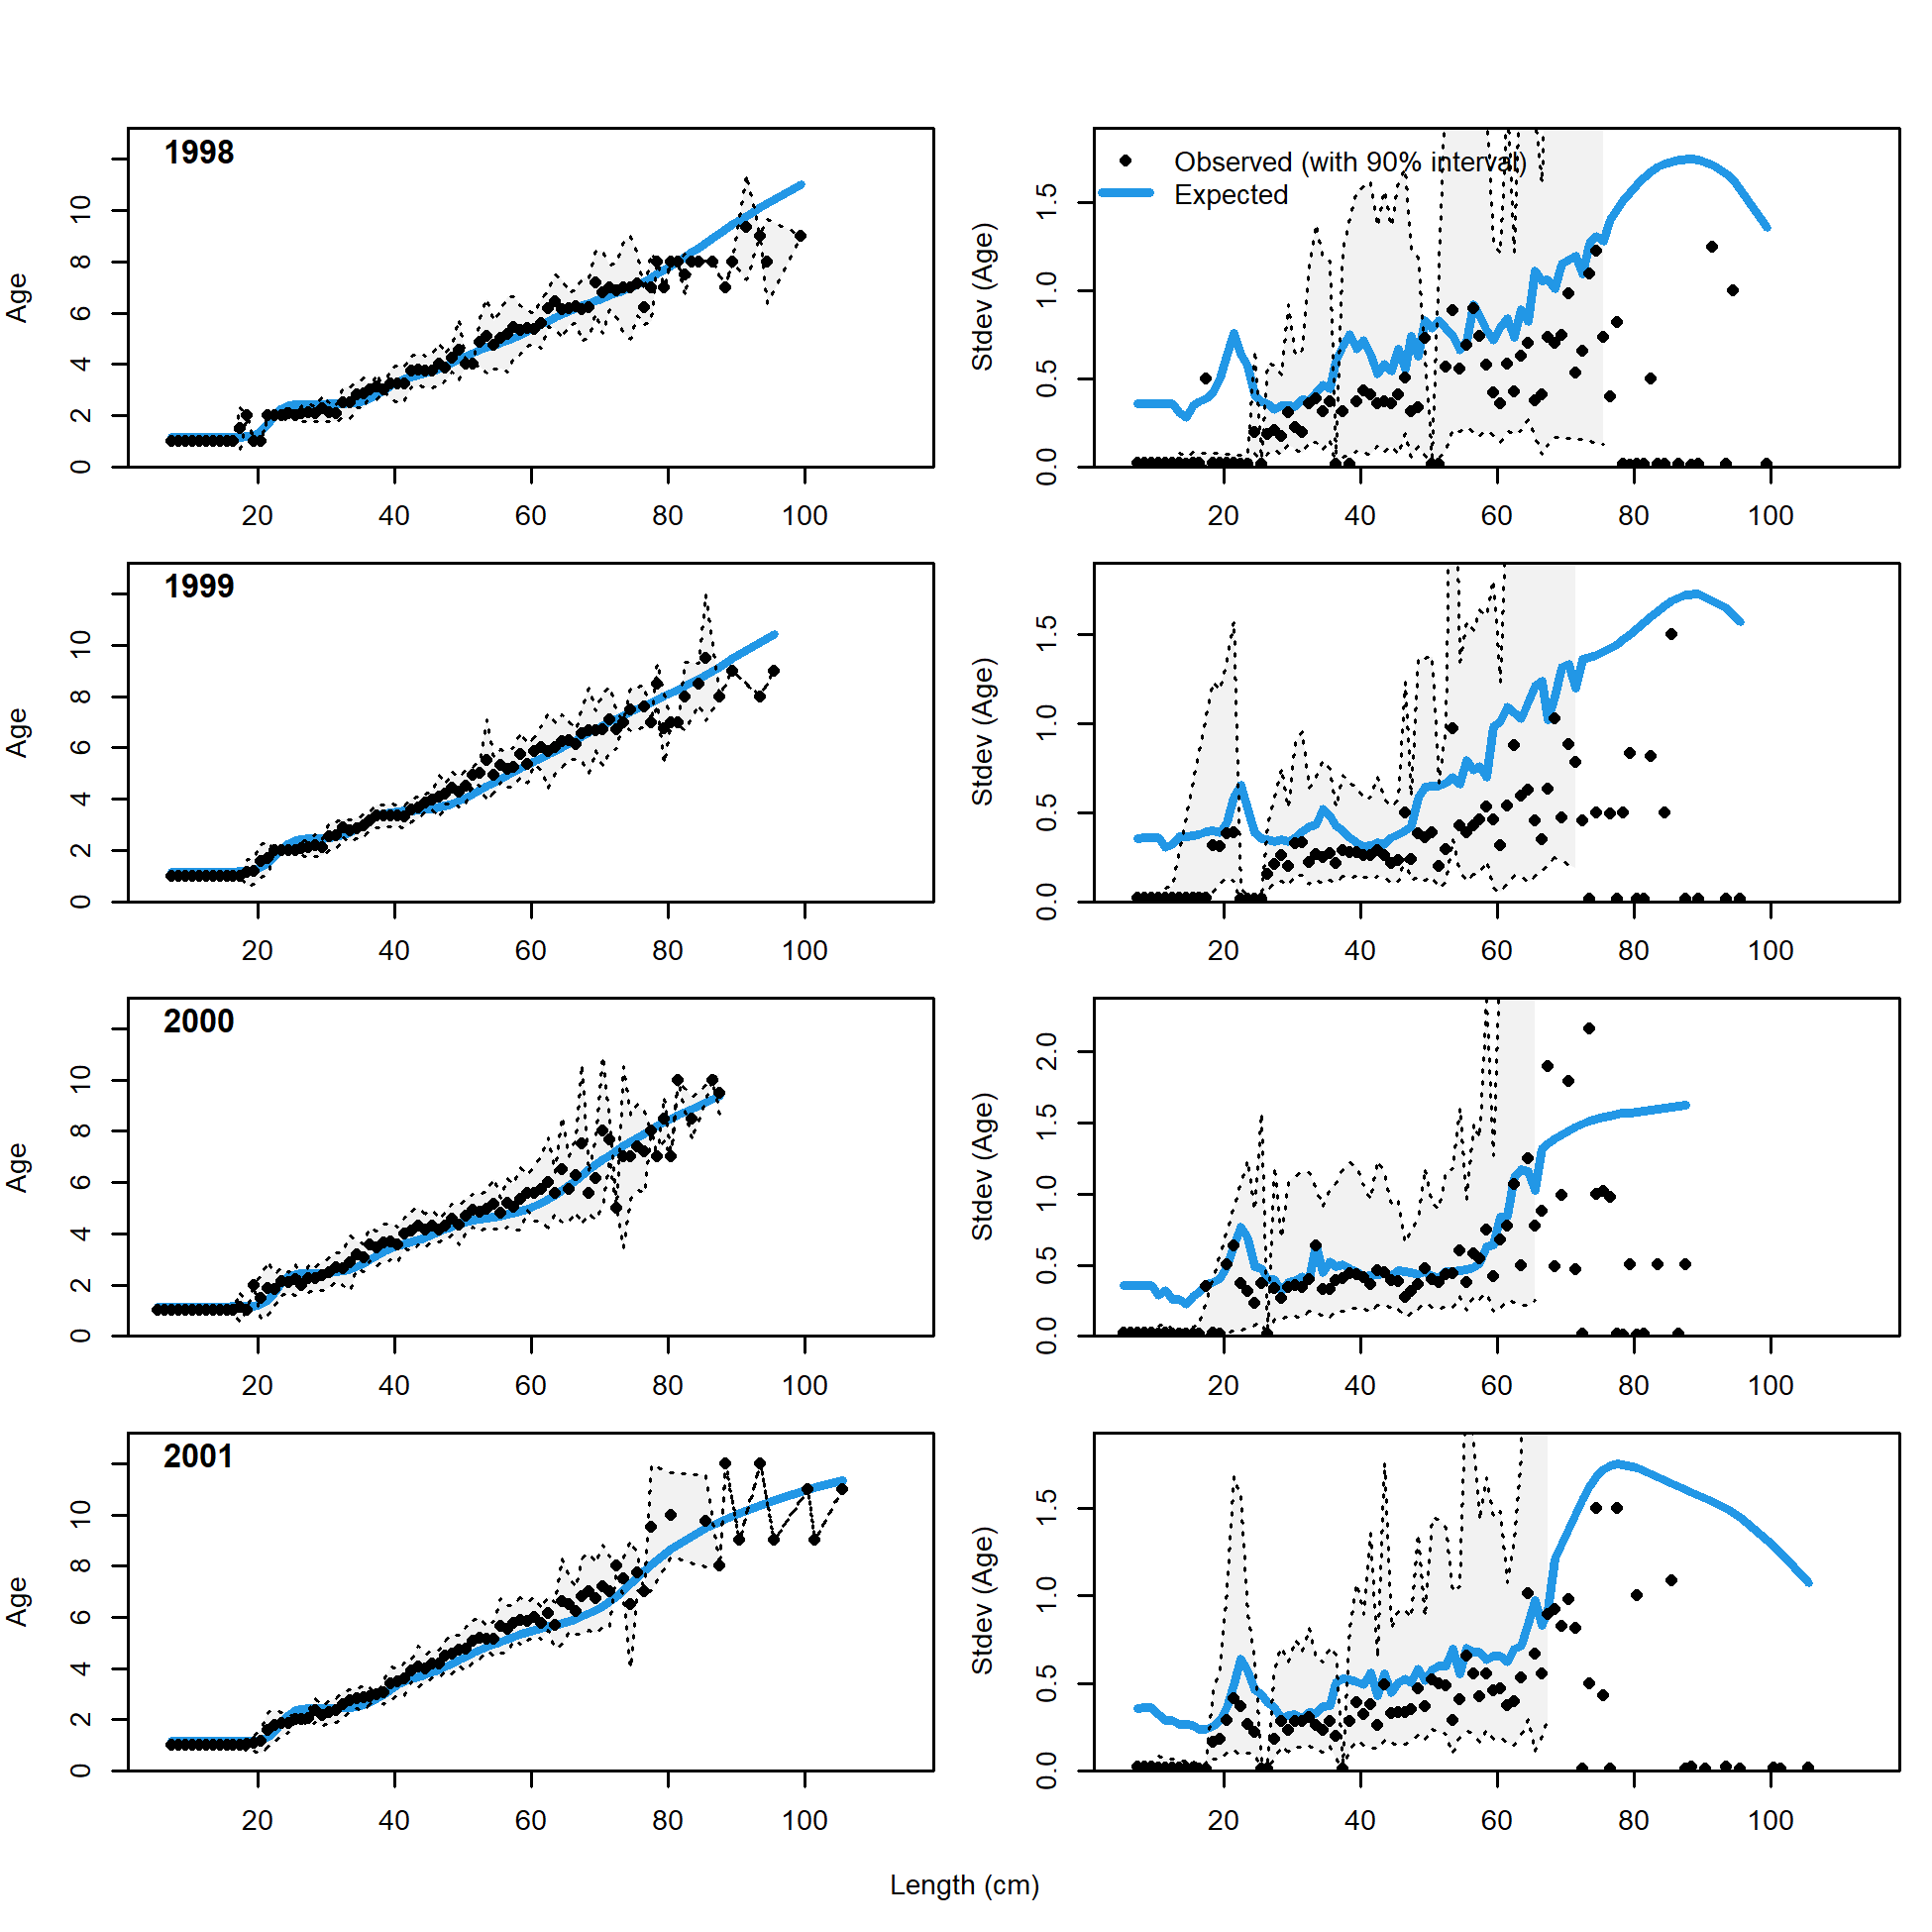 1998
Age
0 2 4 6 8 10
20 40 60 80 100
Observed (with 90% interval)
Expected
Stdev (Age)
0.0 0.5 1.0 1.5
20 40 60 80 100
1999
Age
0 2 4 6 8 10
20 40 60 80 100
Stdev (Age)
0.0 0.5 1.0 1.5
20 40 60 80 100
2000
Age
0 2 4 6 8 10
20 40 60 80 100
Stdev (Age)
0.0 0.5 1.0 1.5 2.0
20 40 60 80 100
2001
Age
0 2 4 6 8 10
20 40 60 80 100
Stdev (Age)
0.0 0.5 1.0 1.5
20 40 60 80 100
Length (cm)